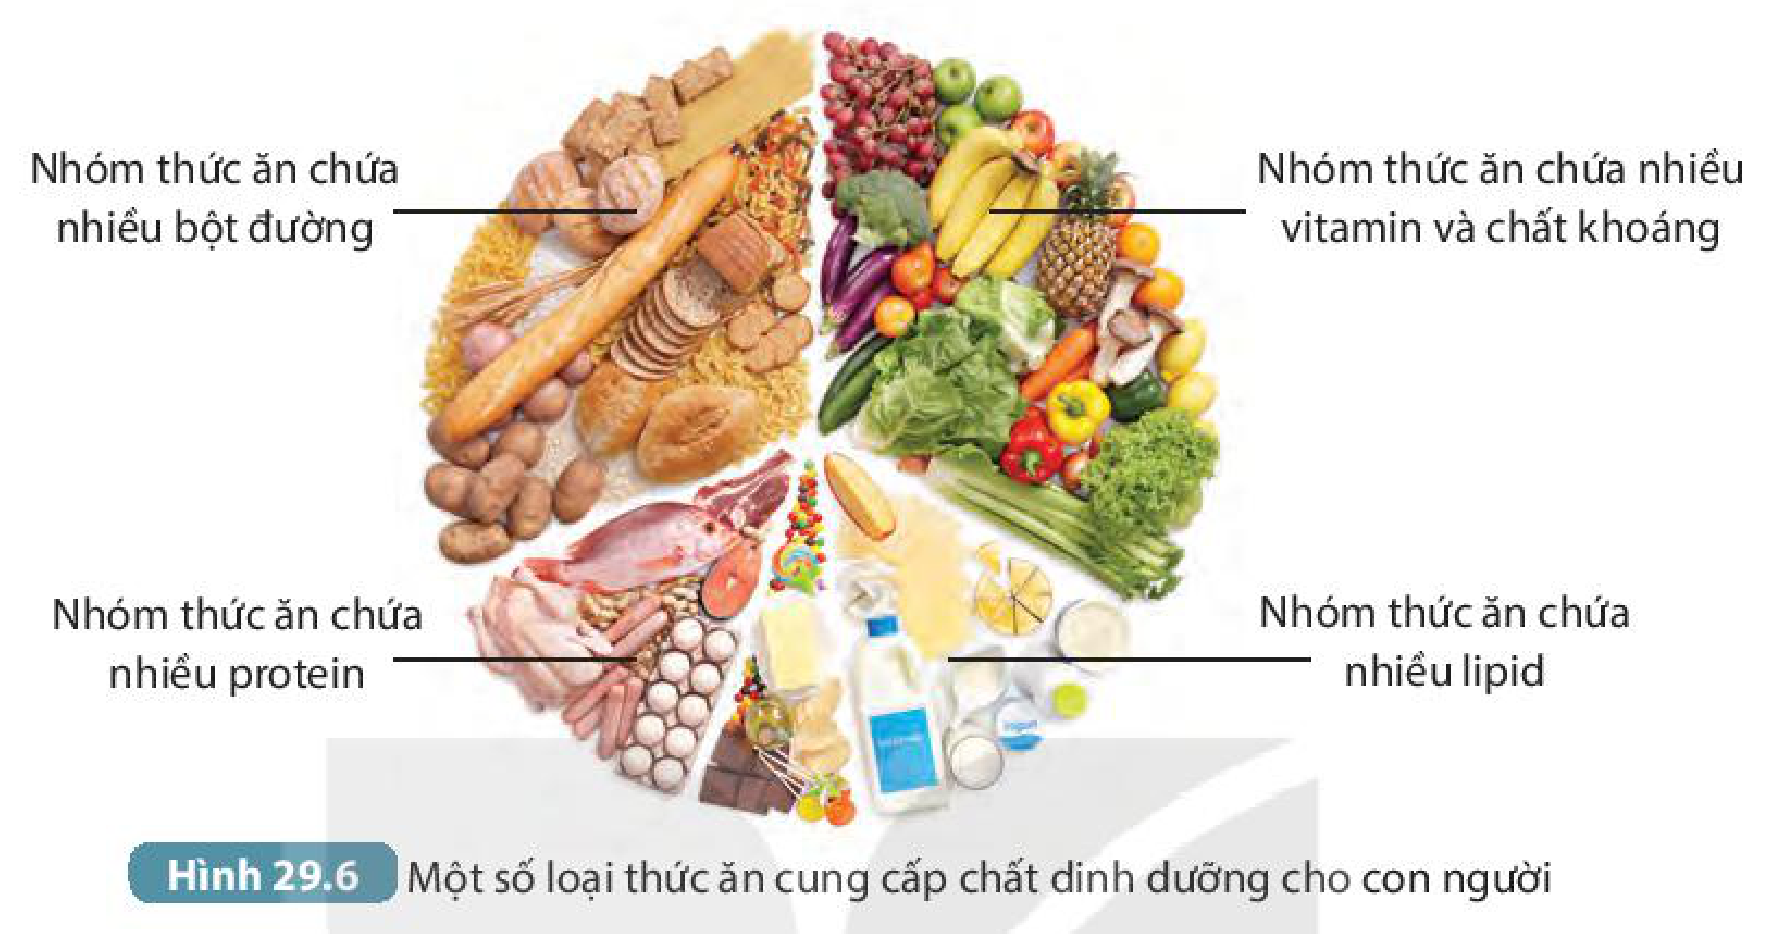 Nhóm thức ăn chứa
nhiều bột đường
Nhóm thức ăn chứa nhiều
vitamin và chất khoáng
Nhóm thức ăn chứa
nhiều protein
Nhóm thức ăn chứa
nhiều lipid
Hình 29.6 Một số loại thức ăn cung cấp chất dinh dưỡng cho con người